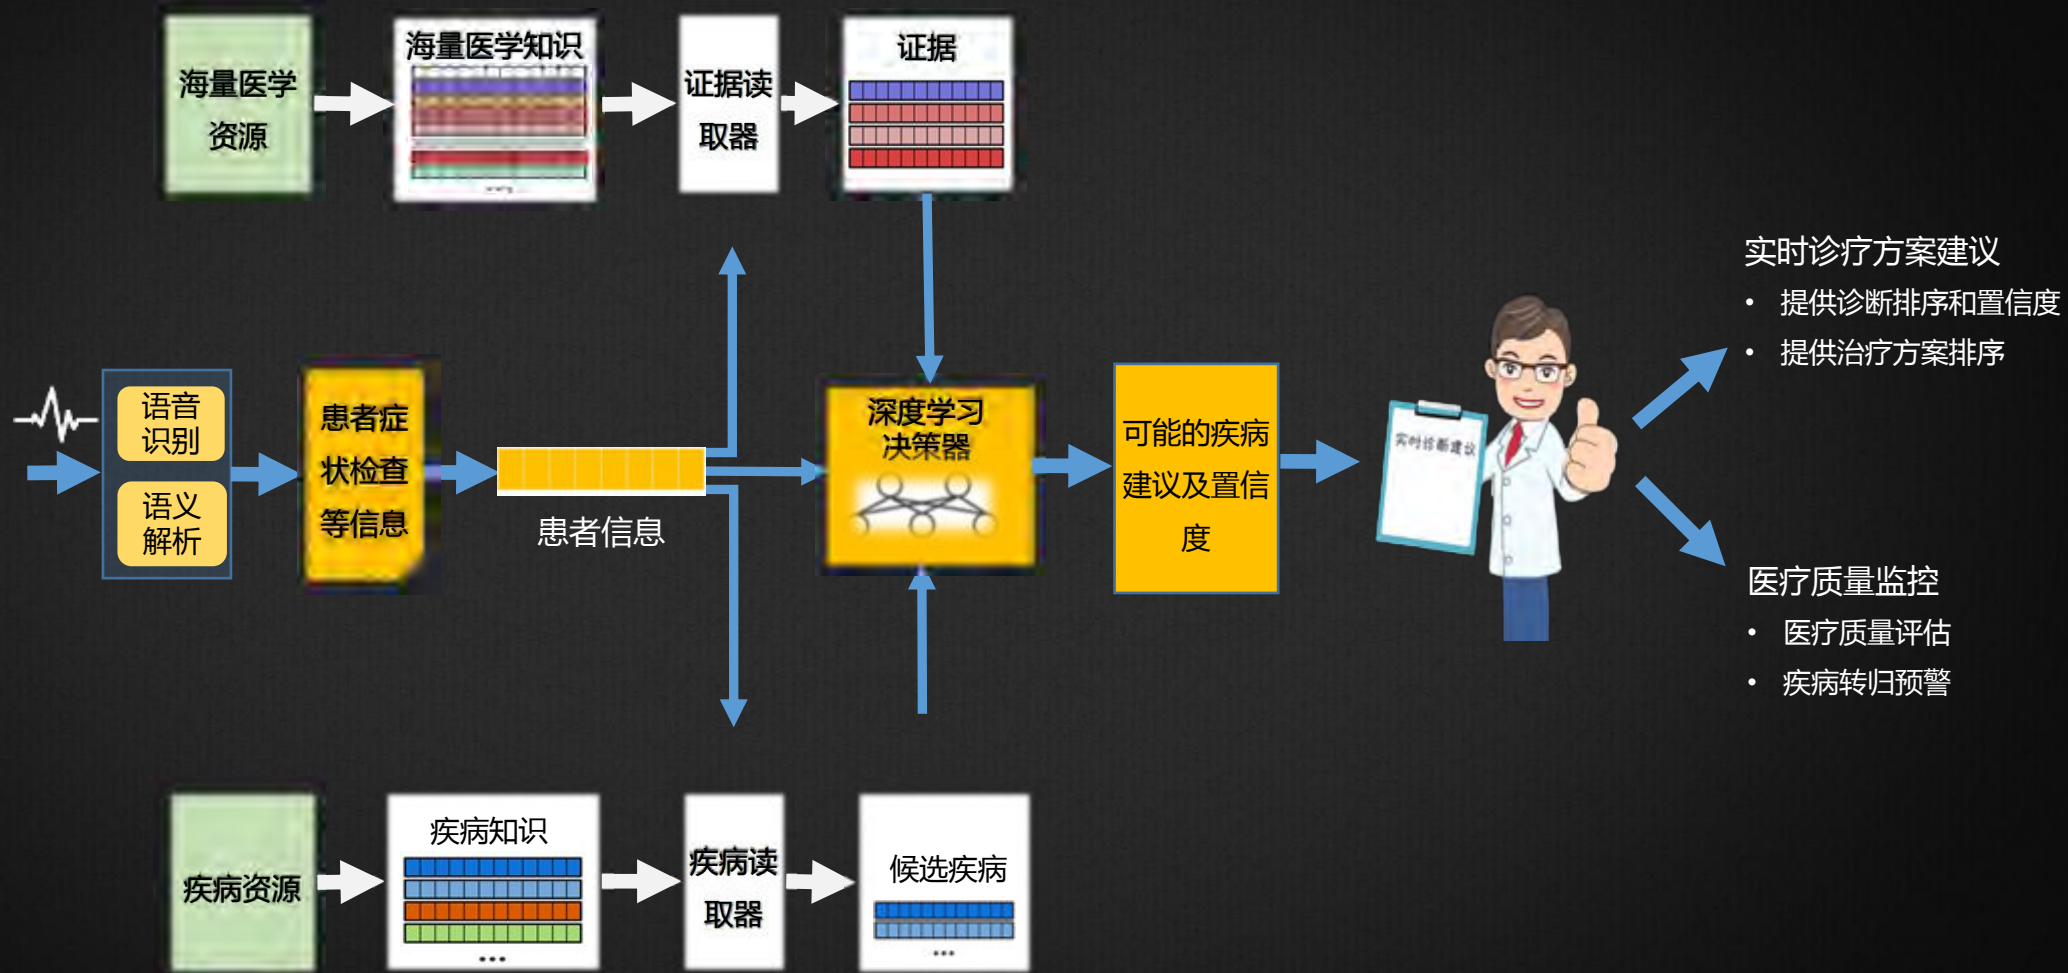 海量医学
资源
海量医学知识
证据读
取器
证据
语音
识别
语义
解析
患者症
状检查
等信息
患者信息
深度学习
决策器
可能的疾病
建议及置信
度
实时诊断建议
实时诊疗方案建议
• 提供诊断排序和置信度
• 提供治疗方案排序
医疗质量监控
• 医疗质量评估
• 疾病转归预警
疾病资源
疾病知识
...
疾病读
取器
候选疾病
...